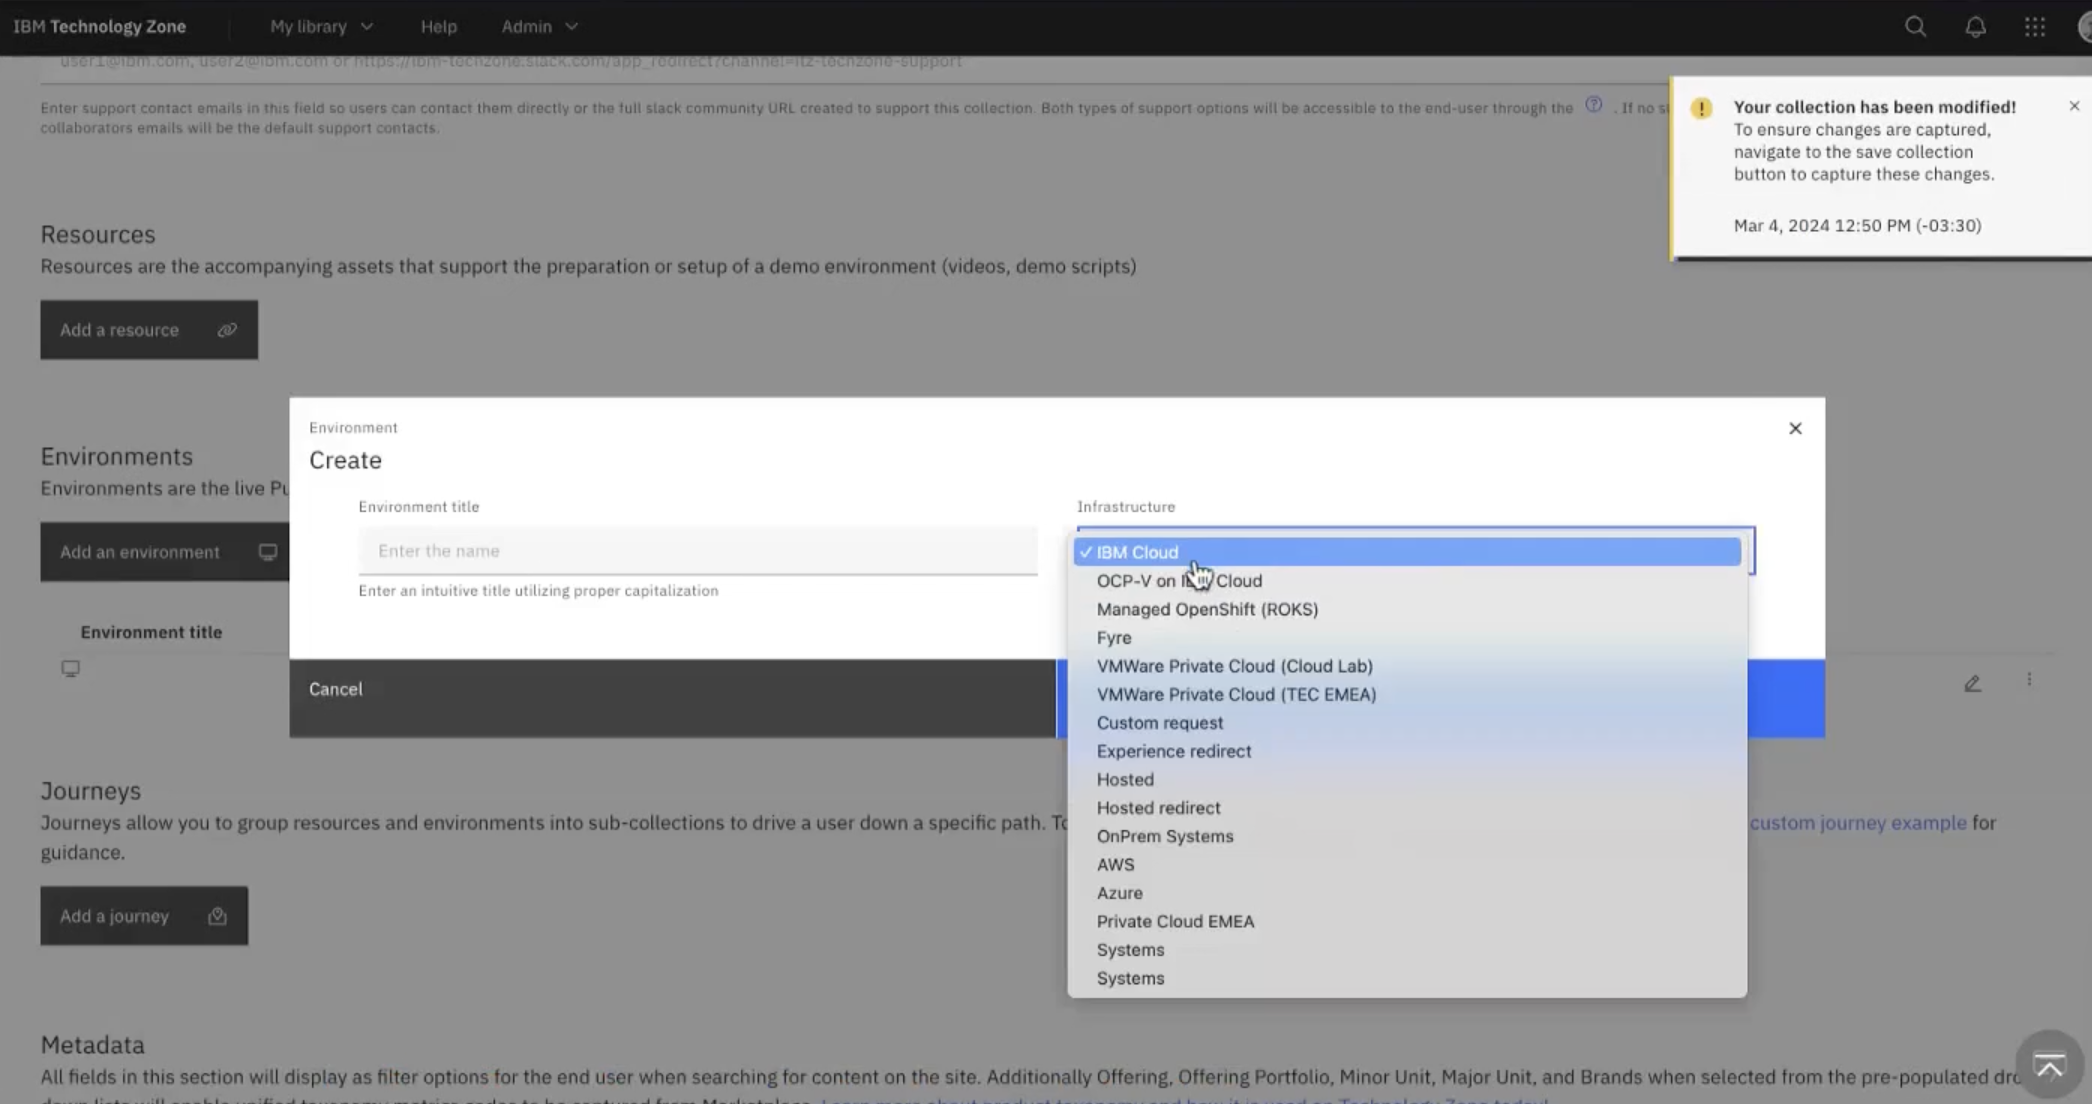 IBM Technology Zone
My library
Help
Admin
user1@ibm.com, user2@ibm.com or https://ibm-techzone.slack.com/app_redirect?channel=itz-techzone-support
Enter support contact emails in this field so users can contact them directly or the full slack community URL created to support this collection. Both types of support options will be accessible to the end-user through the . If no s
collaborators emails will be the default support contacts.
Your collection has been modified!
To ensure changes are captured,
navigate to the save collection
button to capture these changes.
Mar 4, 2024 12:50 PM (-03:30)
Resources
Resources are the accompanying assets that support the preparation or setup of a demo environment (videos, demo scripts)
Add a resource
Environments
Environments are the live Pu
Add an environment
Environment title
Environment
Create
Environment title
Enter the name
Enter an intuitive title utilizing proper capitalization
Cancel
Infrastructure
✓ IBM Cloud
OCP-V on Cloud
Managed OpenShift (ROKS)
Fyre
VMWare Private Cloud (Cloud Lab)
VMWare Private Cloud (TEC EMEA)
Custom request
Experience redirect
Hosted
Hosted redirect
OnPrem Systems
AWS
Azure
Private Cloud EMEA
Systems
Systems
Journeys
Journeys allow you to group resources and environments into sub-collections to drive a user down a specific path. To custom journey example for
guidance.
Add a journey
Metadata
All fields in this section will display as filter options for the end user when searching for content on the site. Additionally Offering, Offering Portfolio, Minor Unit, Major Unit, and Brands when selected from the pre-populated dro